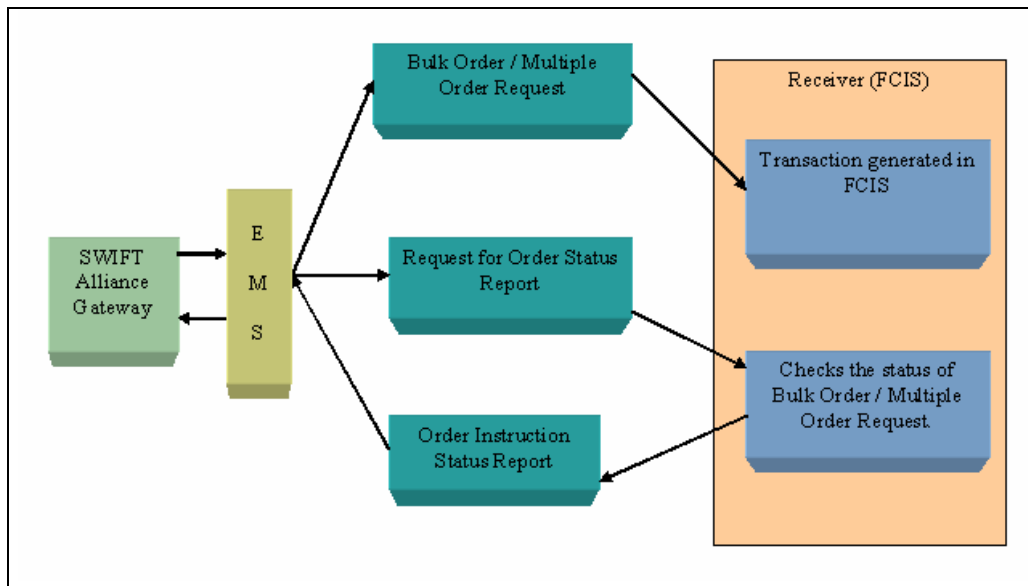 SWIFT
Alliance
Gateway
E
M
S
Bulk Order / Multiple
Order Request
Request for Order Status
Report
Order Instruction
Status Report
Receiver (FCIS)
Transaction generated in
FCIS
Checks the status of
Bulk Order / Multiple
Order Request.